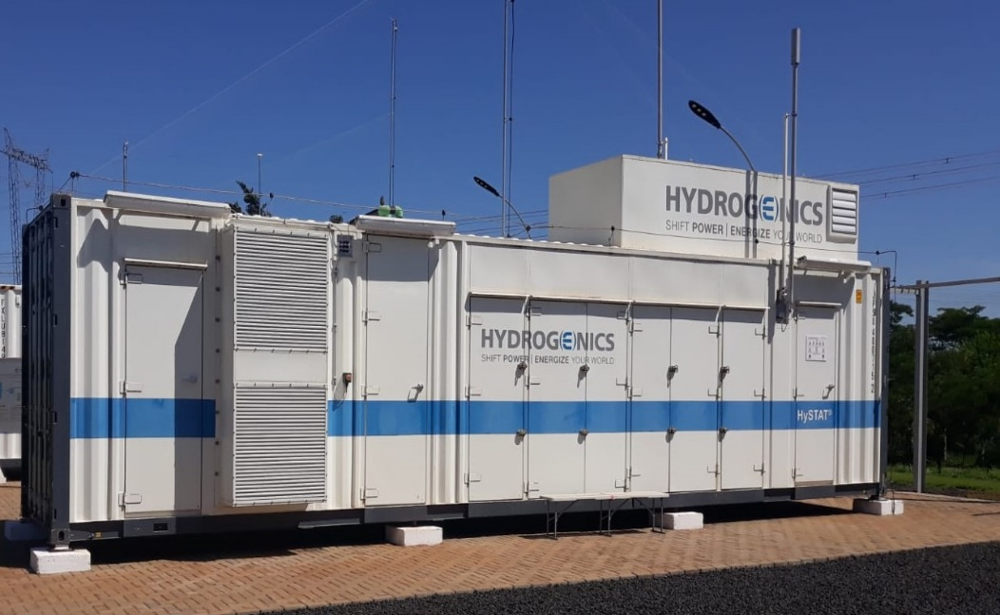 HYDROGENICS
SHIFT POWER | ENERGIZE YOUR WORLD
HYDROGENICS
SHIFT POWER | ENERGIZE YOUR WORLD
HySTAT®